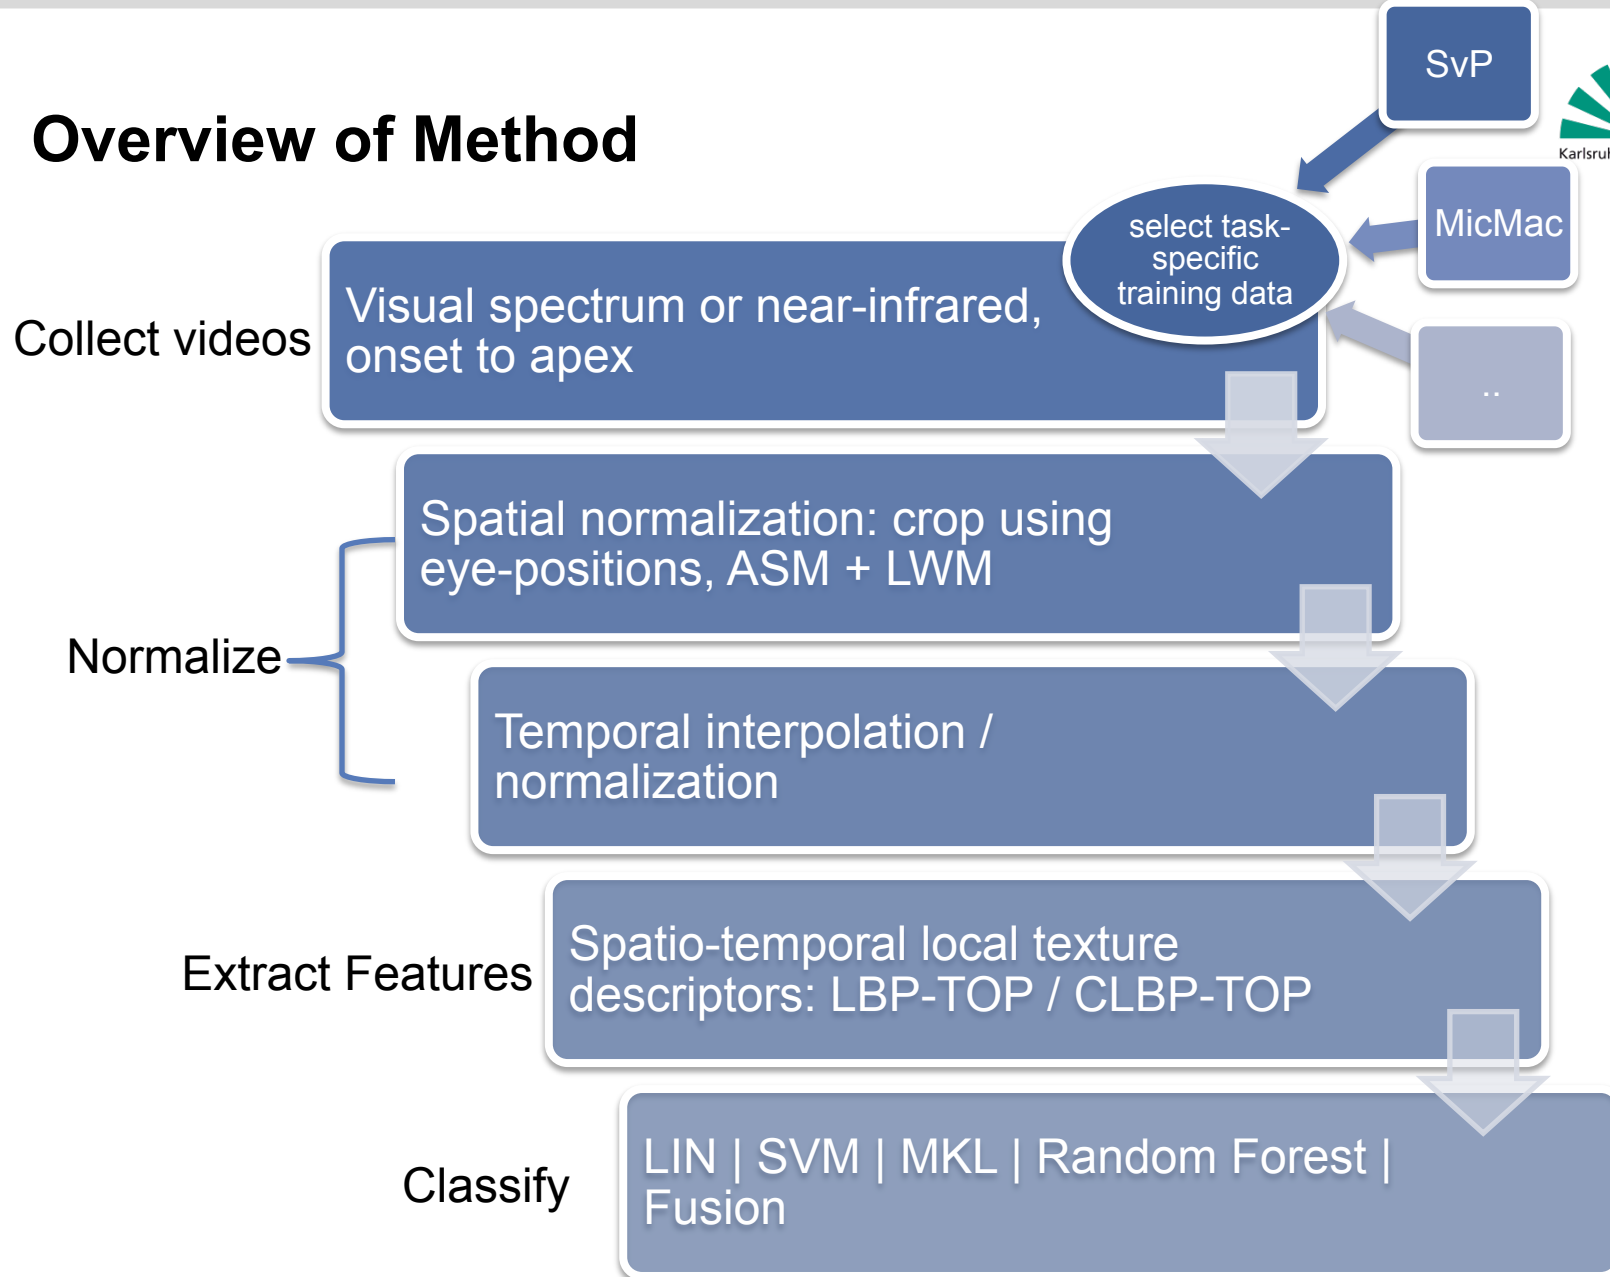 SvP
Overview of Method
MicMac
select task-
specific
training data
..
Collect videos
Visual spectrum or near-infrared,
onset to apex
Spatial normalization: crop using
eye-positions, ASM + LWM
Normalize
Temporal interpolation /
normalization
Extract Features
Spatio-temporal local texture
descriptors: LBP-TOP / CLBP-TOP
Classify
LIN | SVM | MKL | Random Forest |
Fusion